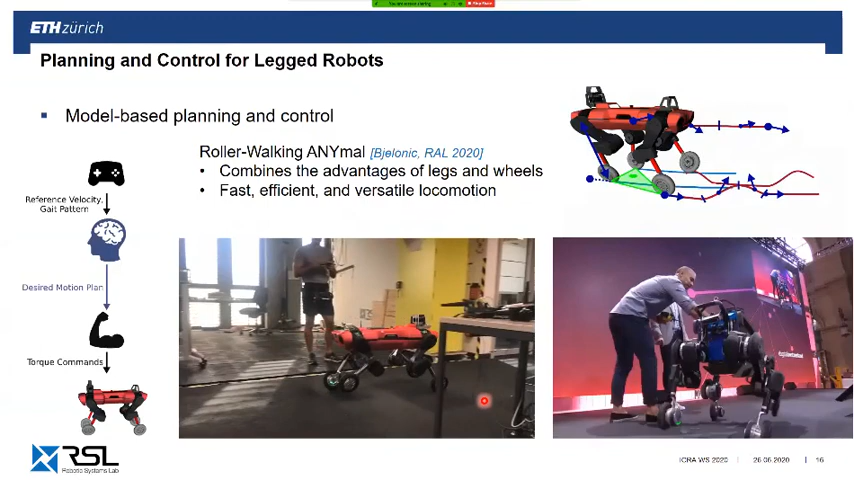 ETHzürich
Planning and Control for Legged Robots
Model-based planning and control
Roller-Walking ANYmal [Bjelonic, RAL 2020]
• Combines the advantages of legs and wheels
• Fast, efficient, and versatile locomotion
Reference Velocity,
Gait Pattern
Desired Motion Plan
Torque Commands
RSL
Robotic Systems Lab
ICRA WS 2020 | 26.06.2020 | 16